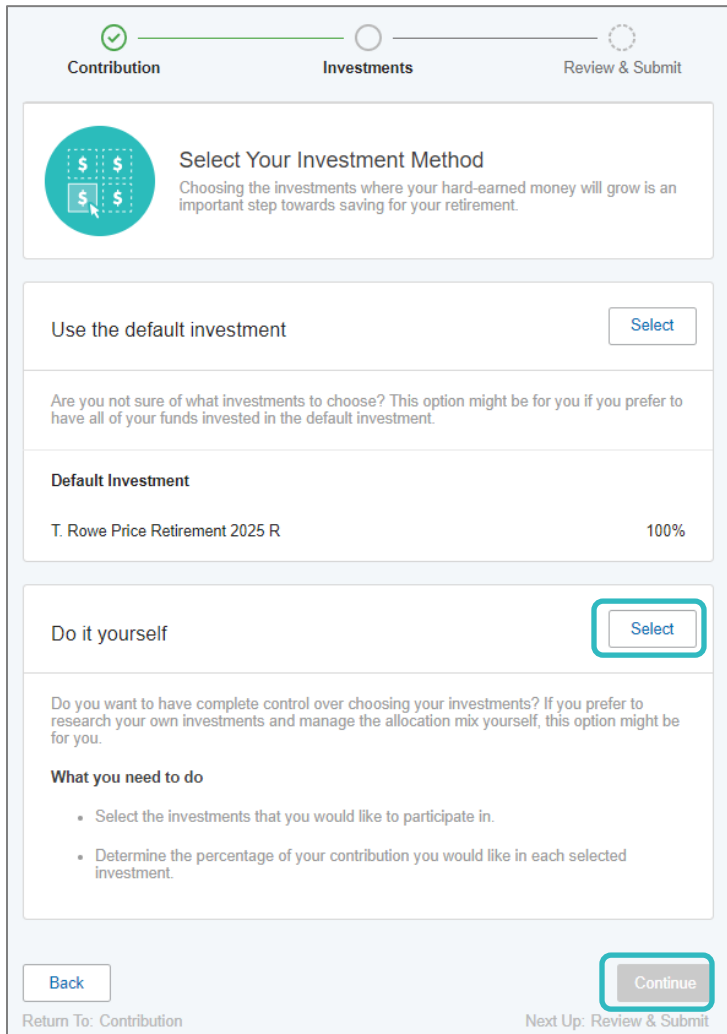 Contribution
Investments
Review & Submit
$ $
$ $
Select Your Investment Method
Choosing the investments where your hard-earned money will grow is an
important step towards saving for your retirement.
Use the default investment
Select
Are you not sure of what investments to choose? This option might be for you if you prefer to
have all of your funds invested in the default investment.
Default Investment
T. Rowe Price Retirement 2025 R
100%
Do it yourself
Select
Do you want to have complete control over choosing your investments? If you prefer to
research your own investments and manage the allocation mix yourself, this option might be
for you.
What you need to do
• Select the investments that you would like to participate in.
• Determine the percentage of your contribution you would like in each selected
investment.
Back
Continue
Return To: Contribution
Next Up: Review & Submit